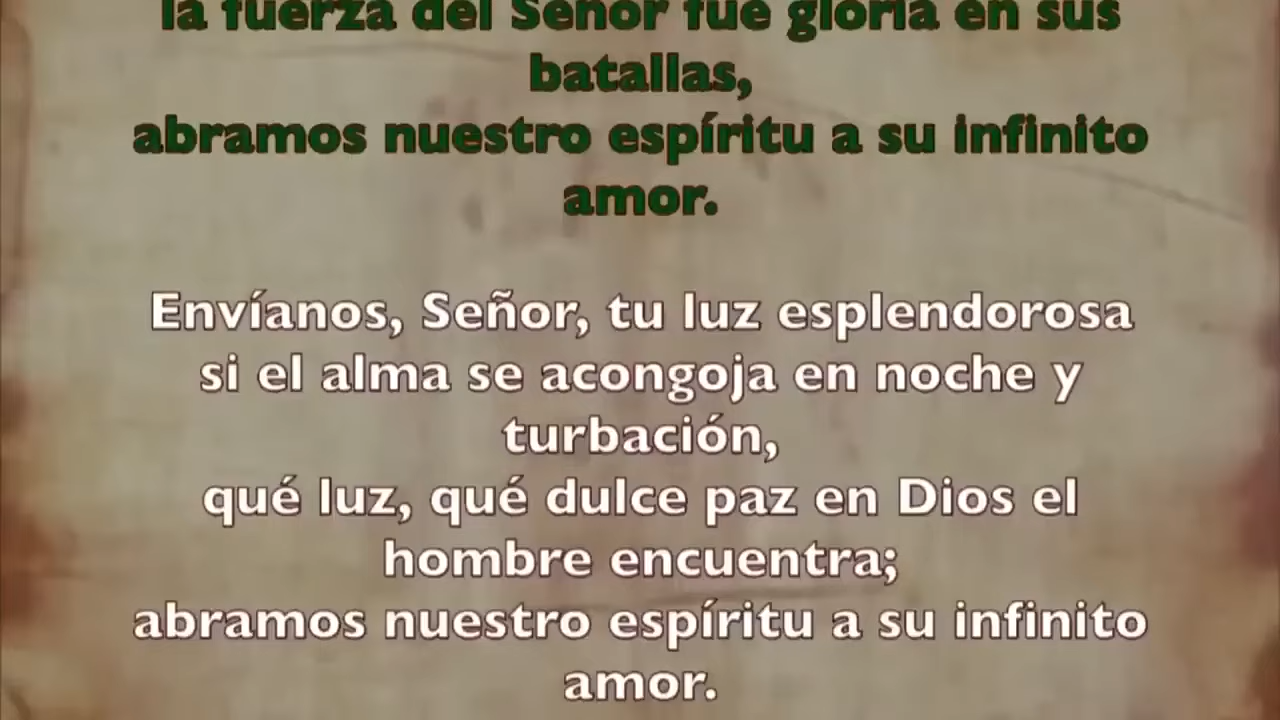 la fuerza del Señor fue gloria en sus
batallas,
abramos nuestro espíritu a su infinito
amor.
Envíanos, Señor, tu luz esplendorosa
si el alma se acongoja en noche y
turbación,
qué luz, qué dulce paz en Dios el
hombre encuentra;
abramos nuestro espíritu a su infinito
amor.